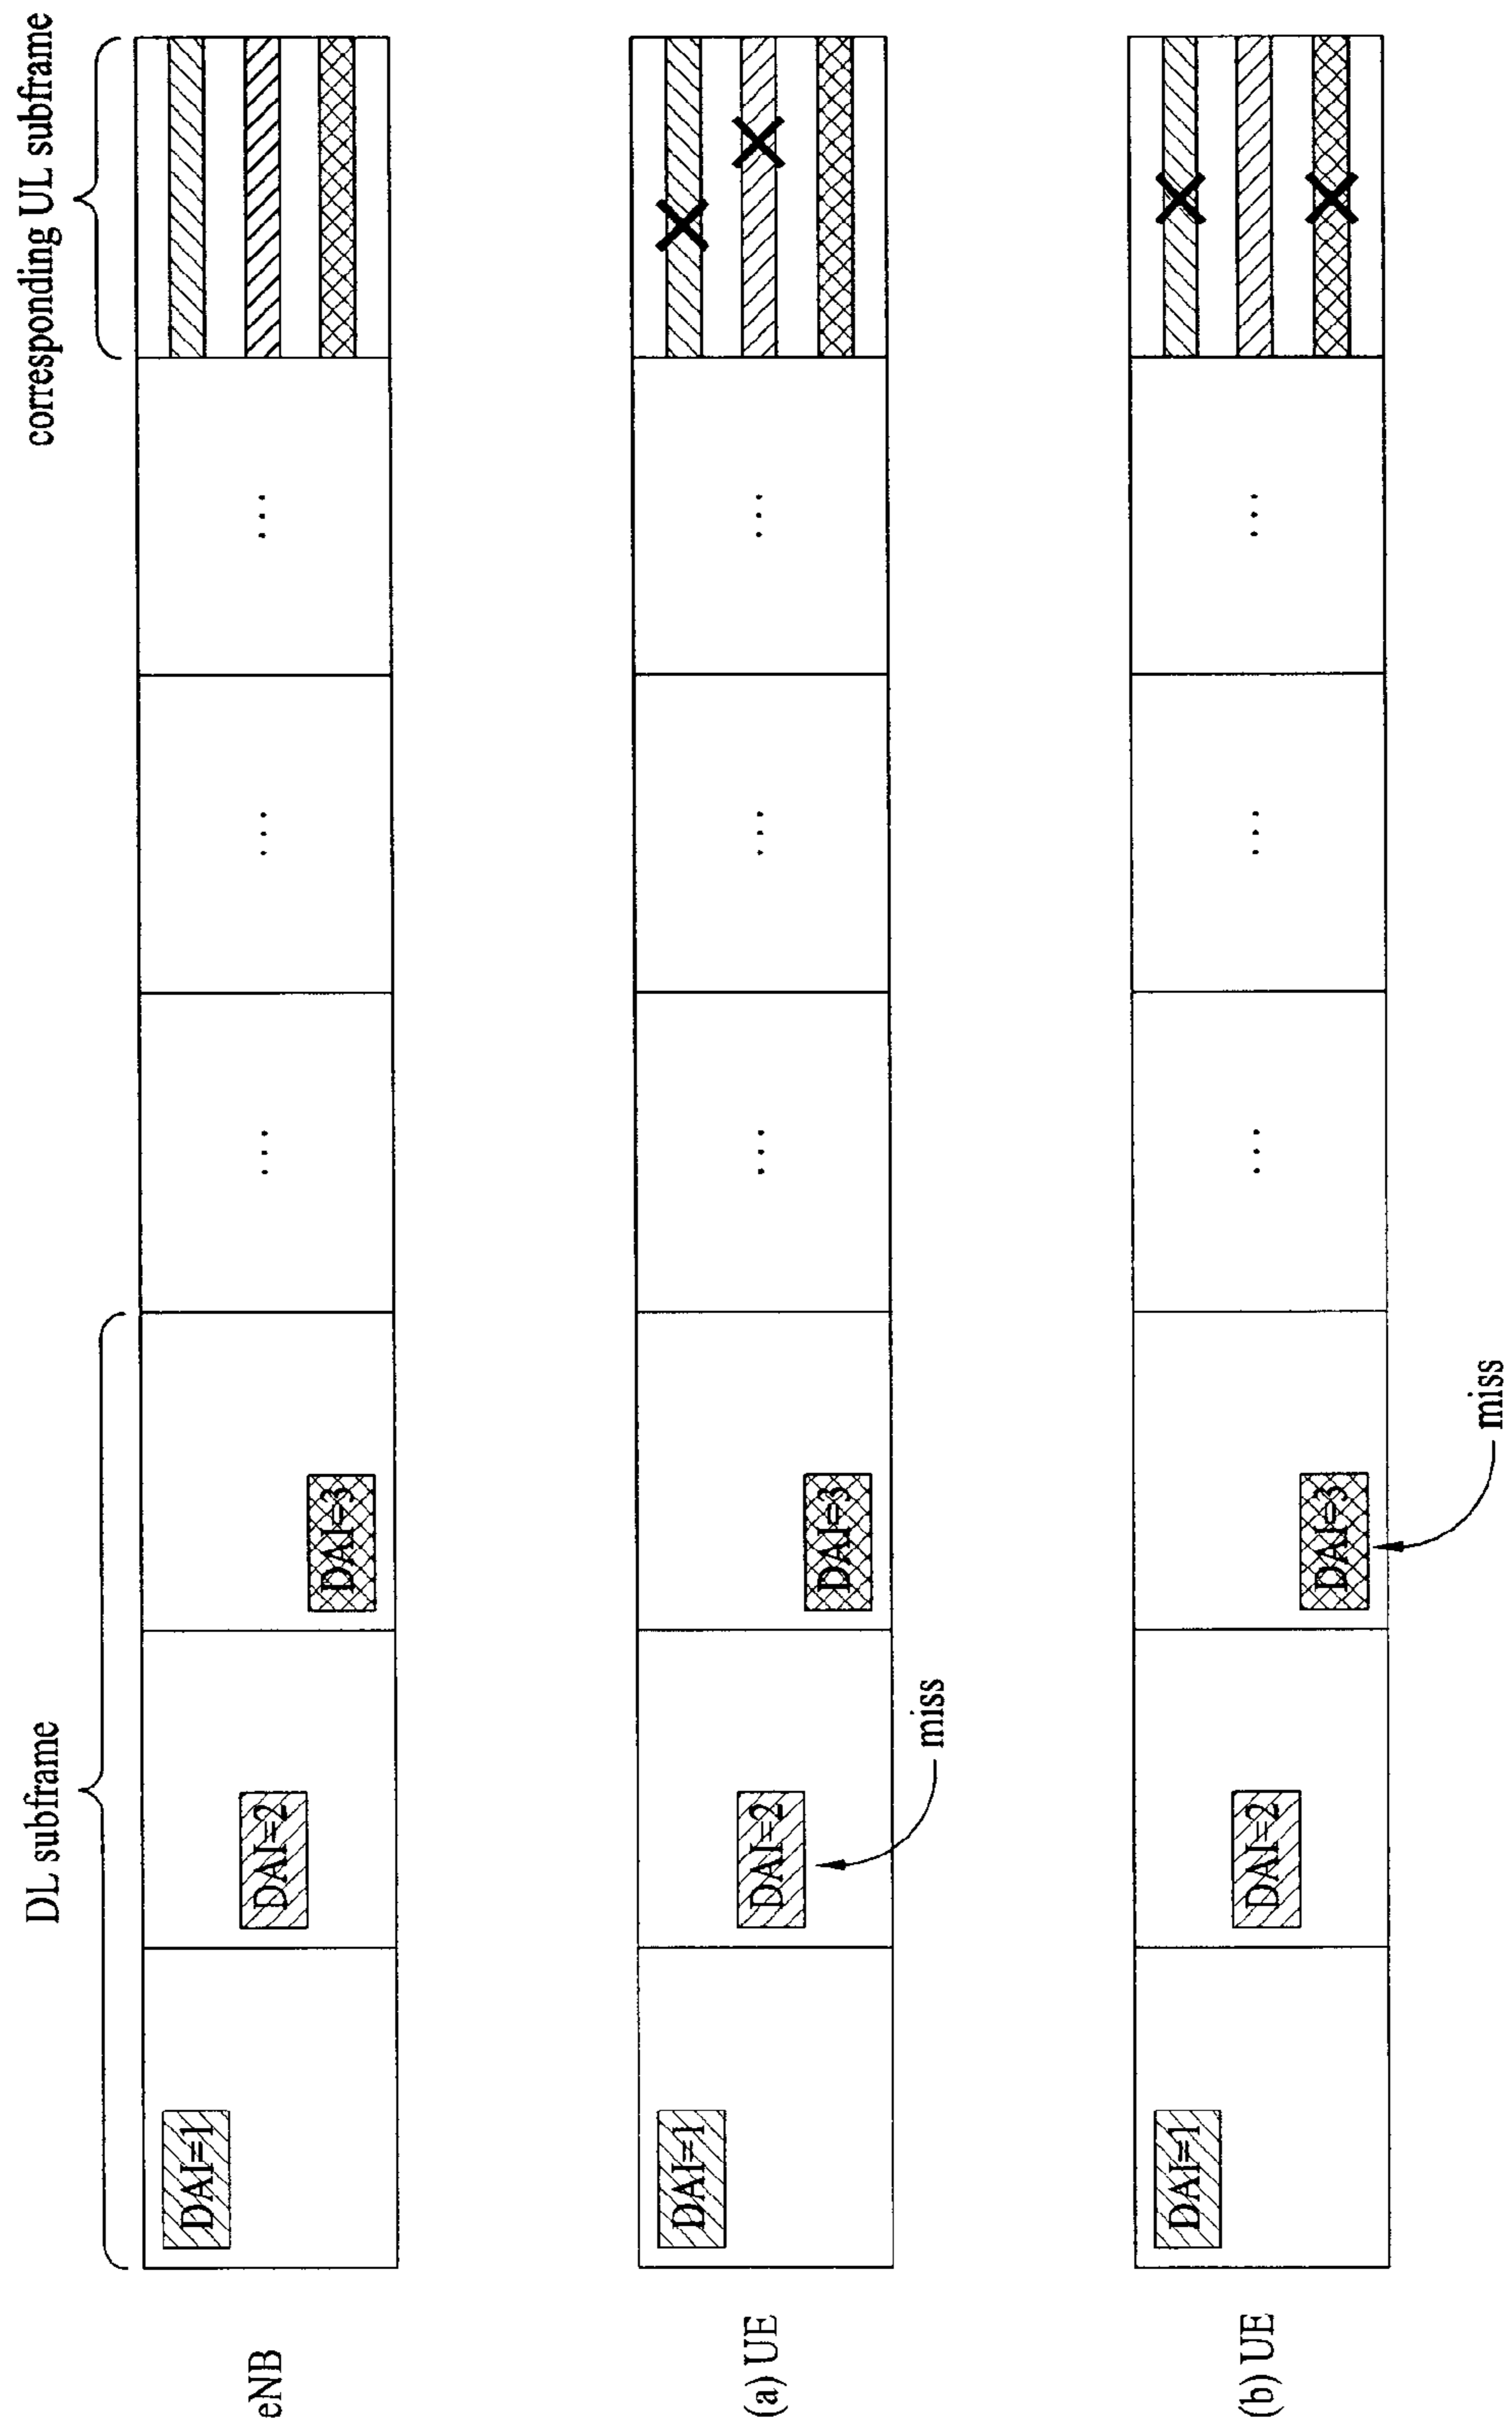 DL subframe
corresponding UL subframe
eNB
DAI=1
DAI=2
DAI=3
...
...
...
(a) UE
DAI=1
DAI=2
DAI=3
...
...
...
miss
(b) UE
DAI=1
DAI=2
DAI=3
...
...
...
miss